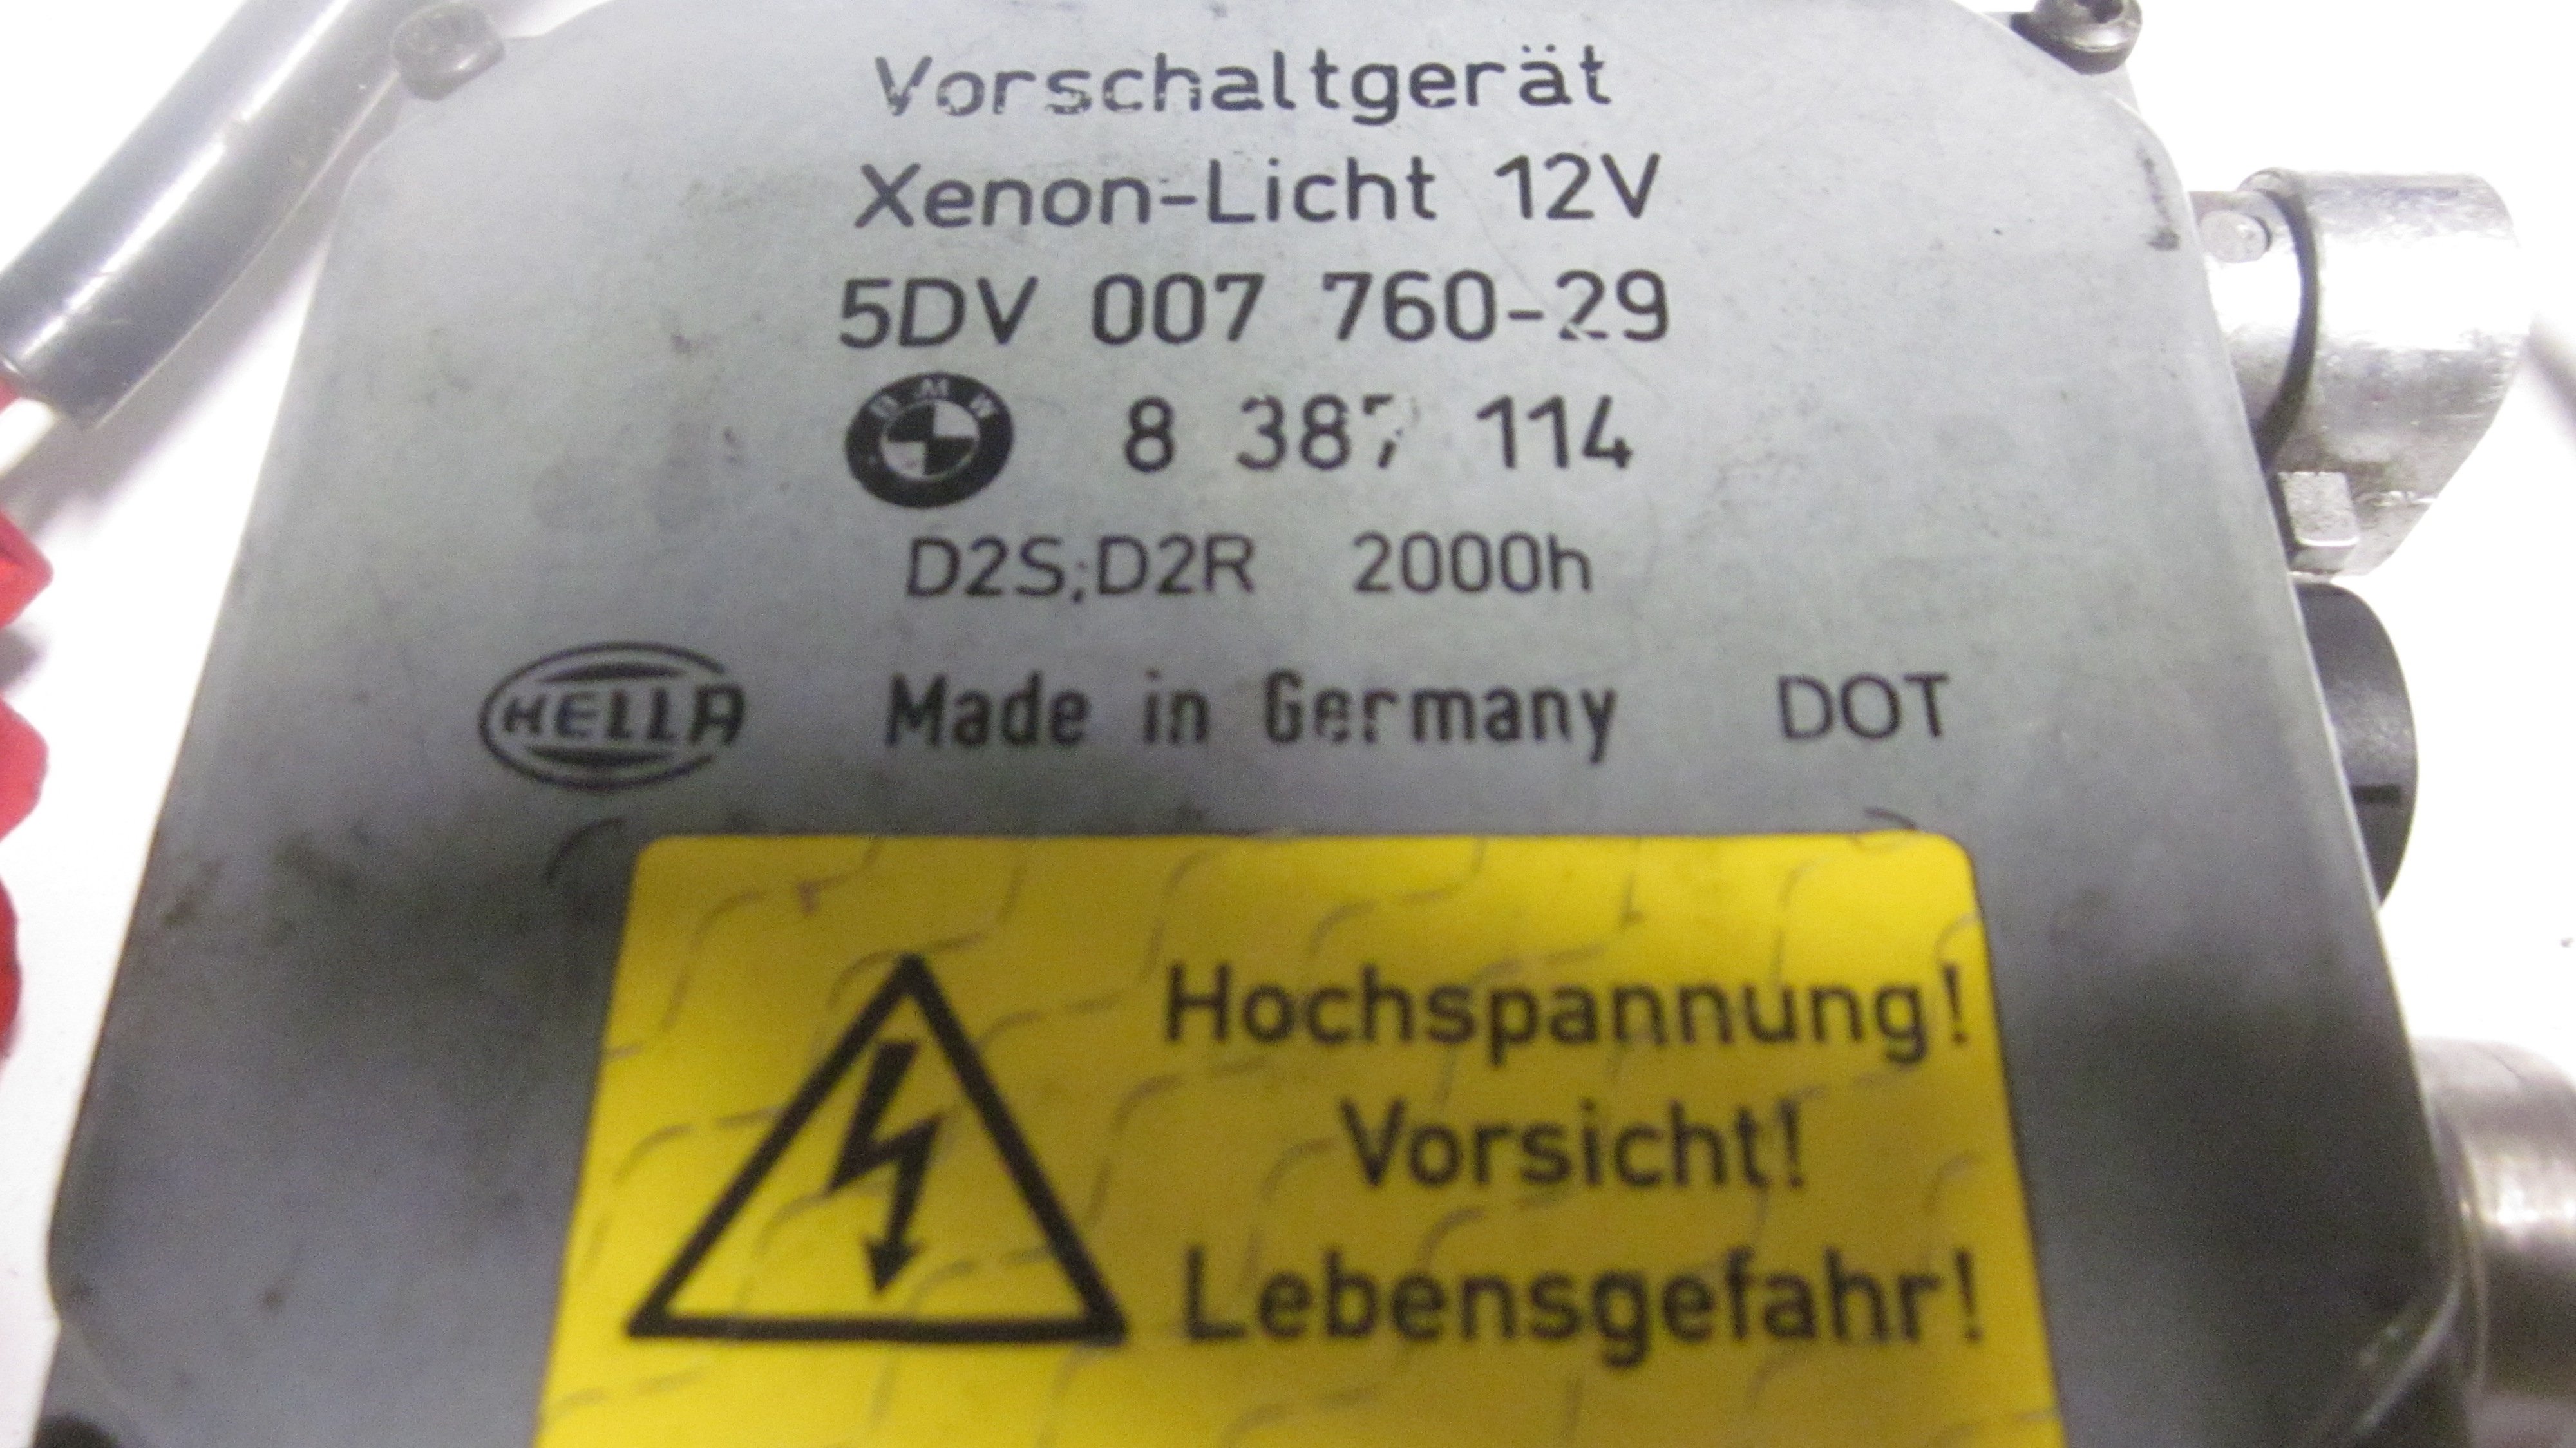 Vorschaltgerät
Xenon-Licht 12V
5DV 007 760-29
BMW 8 387 114
D2S;D2R 2000h
HELLA Made in Germany DOT
Hochspannung!
Vorsicht!
Lebensgefahr!